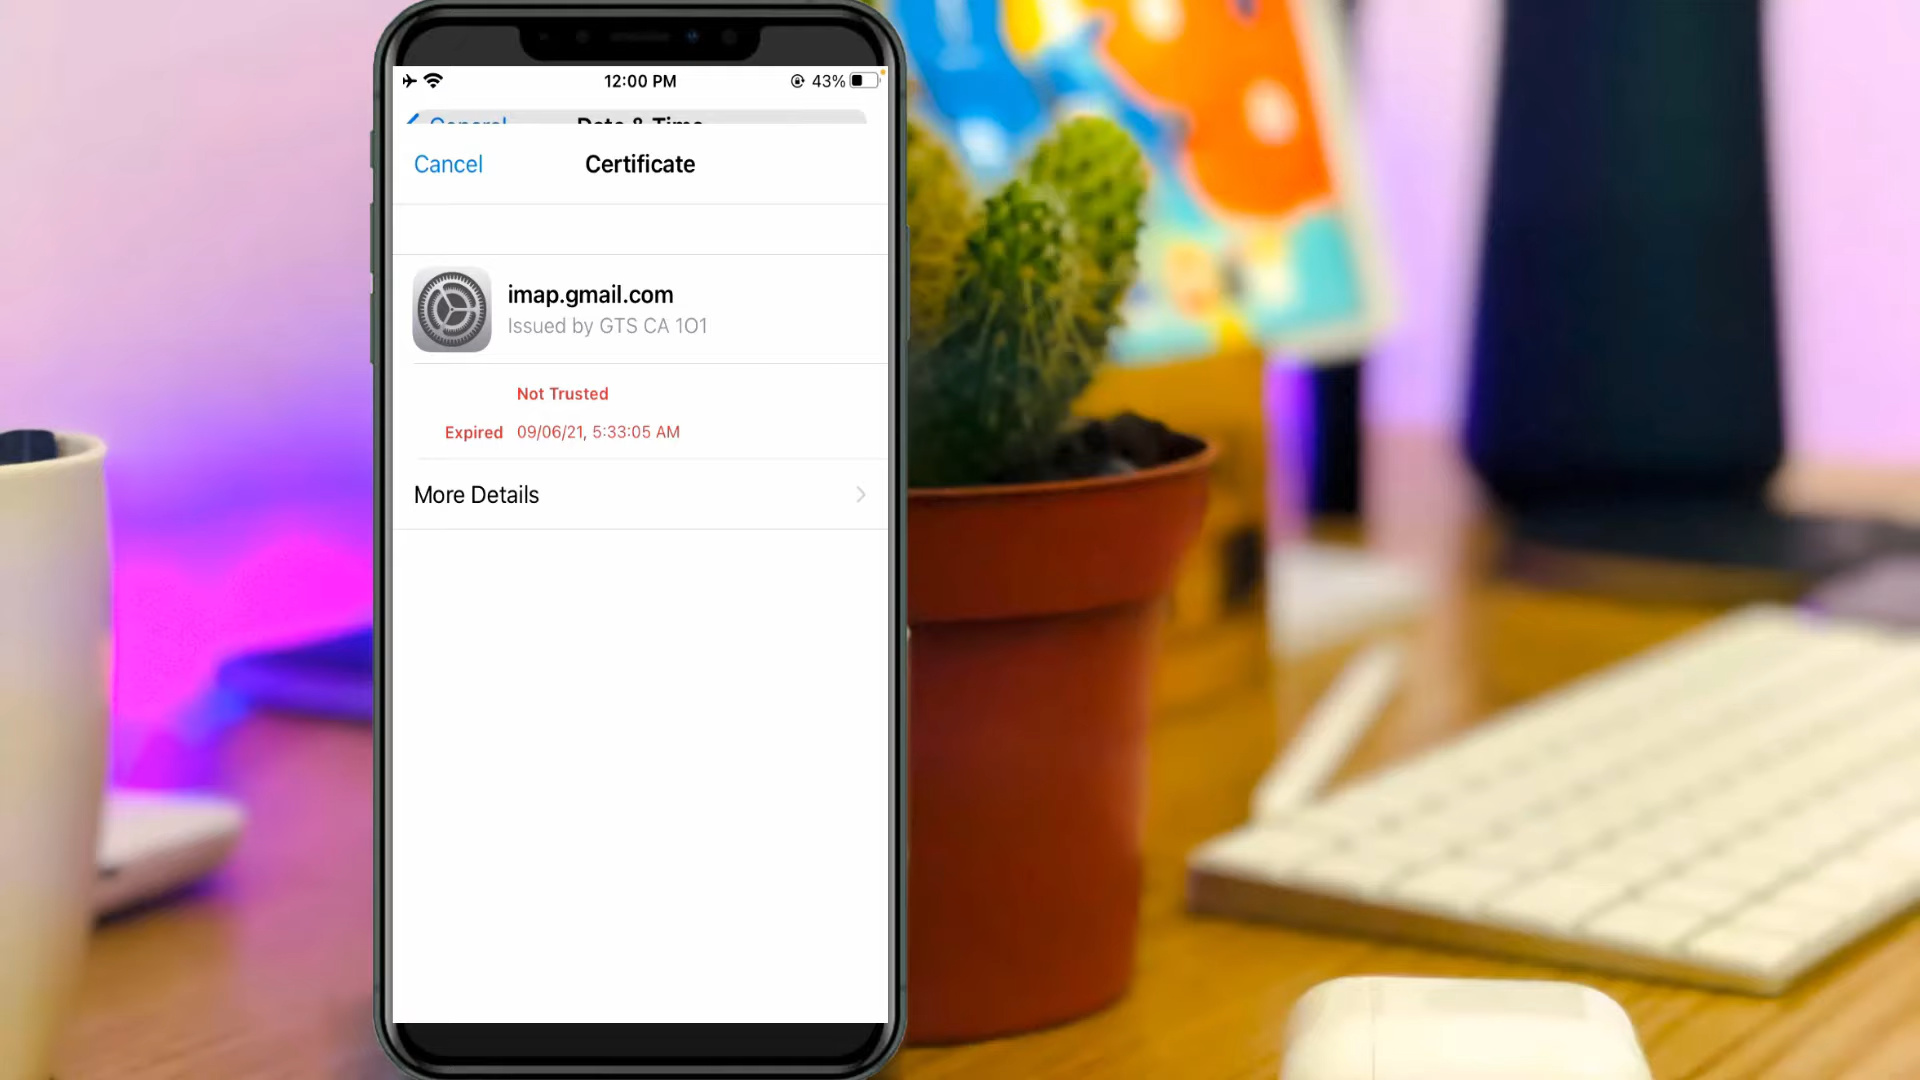 12:00 PM
43%
General Date & Time
Cancel
Certificate
imap.gmail.com
Issued by GTS CA 1O1
Not Trusted
Expired 09/06/21, 5:33:05 AM
More Details